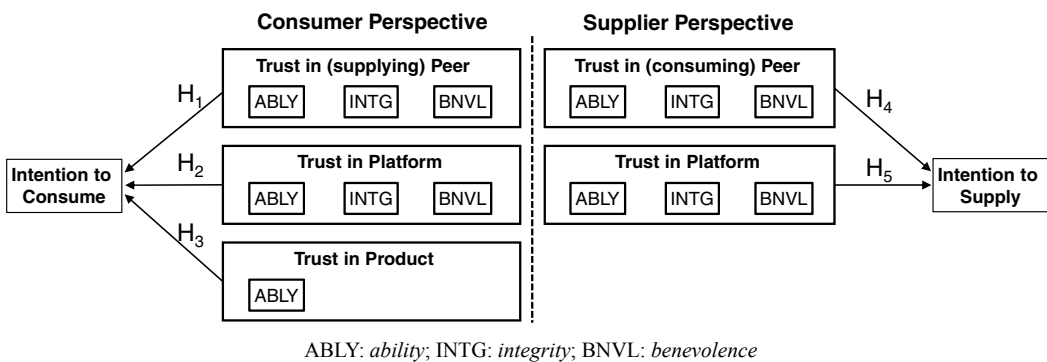 Consumer Perspective
Supplier Perspective
Trust in (supplying) Peer
ABLY INTG BNVL
Trust in (consuming) Peer
ABLY INTG BNVL
H1
H4
Trust in Platform
ABLY INTG BNVL
Trust in Platform
ABLY INTG BNVL
H2
H5
Intention to
Consume
Intention to
Supply
H3
Trust in Product
ABLY
ABLY: ability; INTG: integrity; BNVL: benevolence